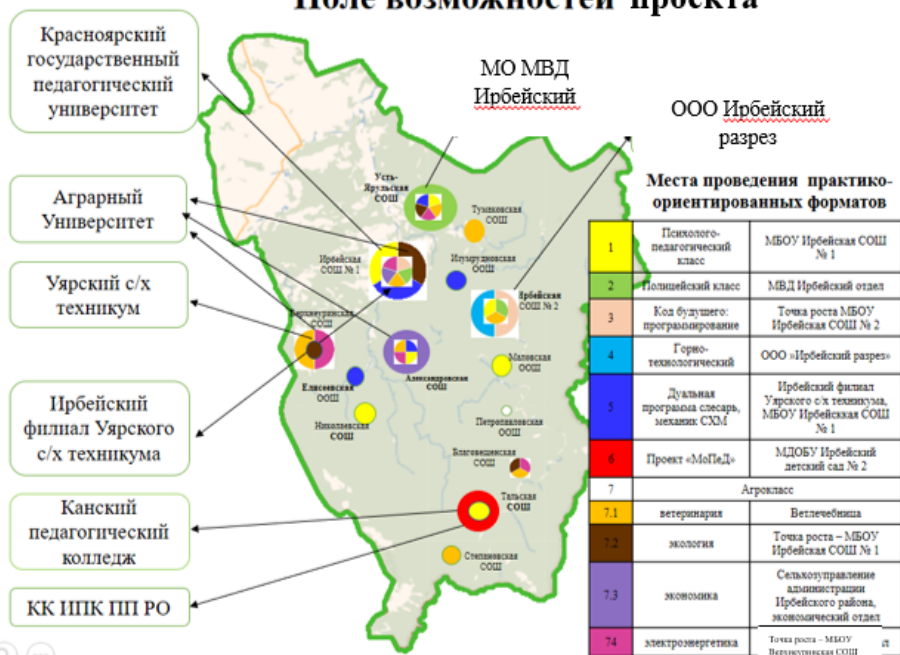 Поле возможностей проекта
Красноярский
государственный
педагогический
университет
Аграрный
Университет
Уярский с/х
техникум
Ирбейский
филиал Уярского
с/х техникума
Канский
педагогический
колледж
КК ИПК ПП РО
МО МВД
Ирбейский
ООО Ирбейский
разрез
Усть-
Ярульская
СОШ
Тумаковская
СОШ
Ирбейская
СОШ № 1
Изумрудновская
ООШ
Ирбейская
СОШ № 2
Верхнеуринская
СОШ
Александровская
СОШ
Маловская
ООШ
Елисеевская
ООШ
Николаевская
СОШ
Петропавловская
ООШ
Благовещенская
СОШ
Тальская
СОШ
Степановская
СОШ
Места проведения практико-
ориентированных форматов
1
Психолого-
педагогический
класс
МБОУ Ирбейская СОШ
№ 1
2
Полицейский класс
МВД Ирбейский отдел
3
Код будущего:
программирование
Точка роста МБОУ
Ирбейская СОШ № 2
4
Горно-
технологический
ООО »Ирбейский разрез»
5
Дуальная
программа слесарь,
механик СХМ
Ирбейский филиал
Уярского с/х техникума,
МБОУ Ирбейсккая СОШ
№ 1
6
Проект «МоПеД»
МДОБУ Ирбейский
детский сад № 2
7
Агрокласс
7.1
ветеринария
Ветлечебница
7.2
экология
Точка роста – МБОУ
Ирбейская СОШ № 1
7.3
экономика
Сельхозуправление
администрации
Ирбейского района,
экономический отдел
74
электроэнергетика
Точка роста – МБОУ
Верхнеуринская СОШ